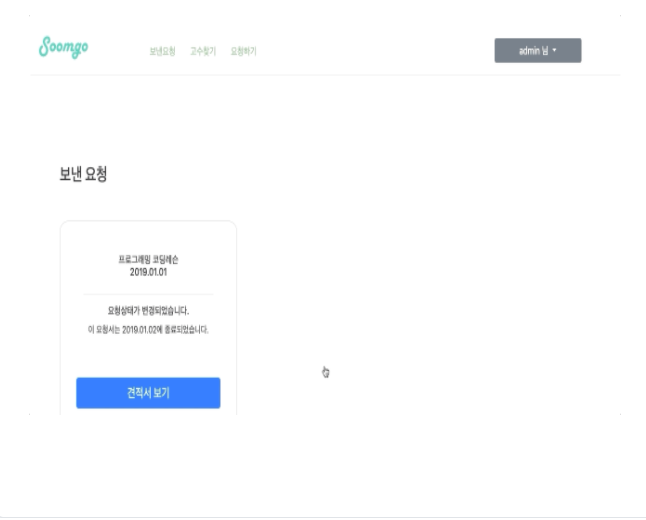 Soomgo
보낸요청 고수찾기 요청하기
admin 님
보낸 요청
프로그래밍 코딩레슨
2019.01.01
요청상태가 변경되었습니다.
이 요청서는 2019.01.02에 종료되었습니다.
견적서 보기